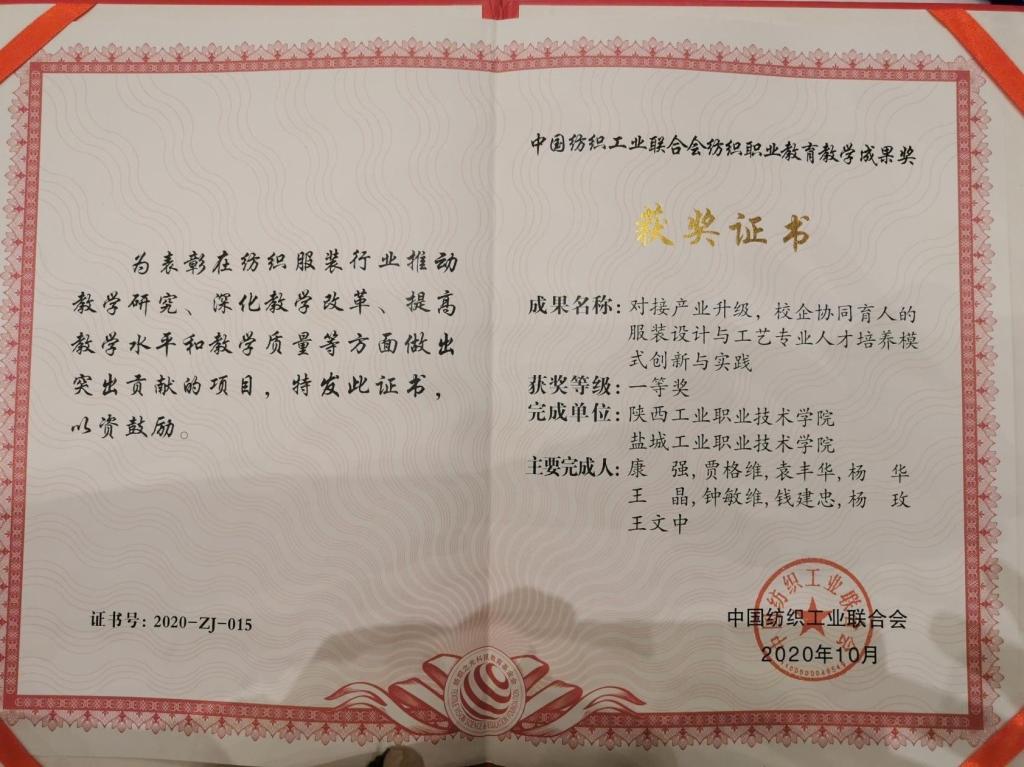 为表彰在纺织服装行业推动
教学研究、深化教学改革、提高
教学水平和教学质量等方面做出
突出贡献的项目，特发此证书，
以资鼓励。
证书号: 2020-ZJ-015
中国纺织工业联合会纺织职业教育教学成果奖
获奖证书
成果名称: 对接产业升级，校企协同育人的
服装设计与工艺专业人才培养模
式创新与实践
获奖等级: 一等奖
完成单位: 陕西工业职业技术学院
盐城工业职业技术学院
主要完成人: 康 强, 贾格维, 袁丰华, 杨 华
王 晶, 钟敏维, 钱建忠, 杨 玫
王文中
中国纺织工业联合会
中国纺织工业联合会
2020年10月